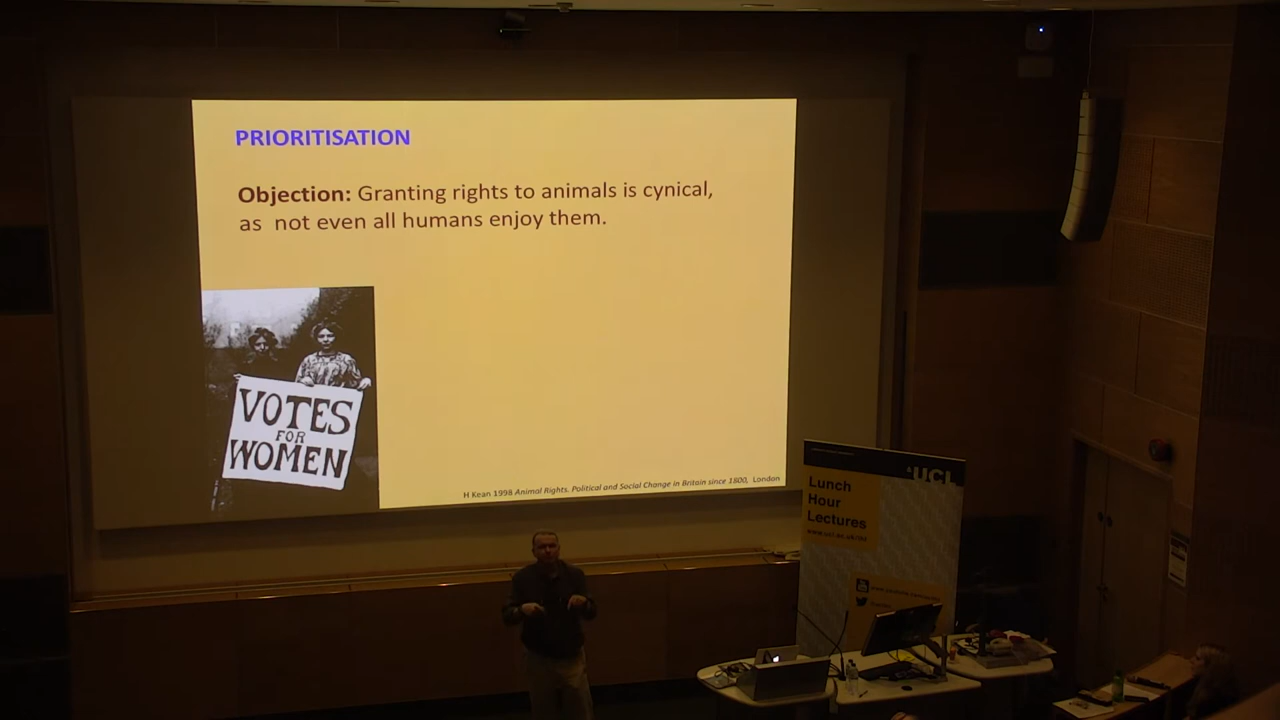 PRIORITISATION
Objection: Granting rights to animals is cynical,
as not even all humans enjoy them.
VOTES
FOR
WOMEN
H Kean 1998 Animal Rights. Political and Social Change in Britain since 1800, London
UCL
Lunch
Hour
Lectures